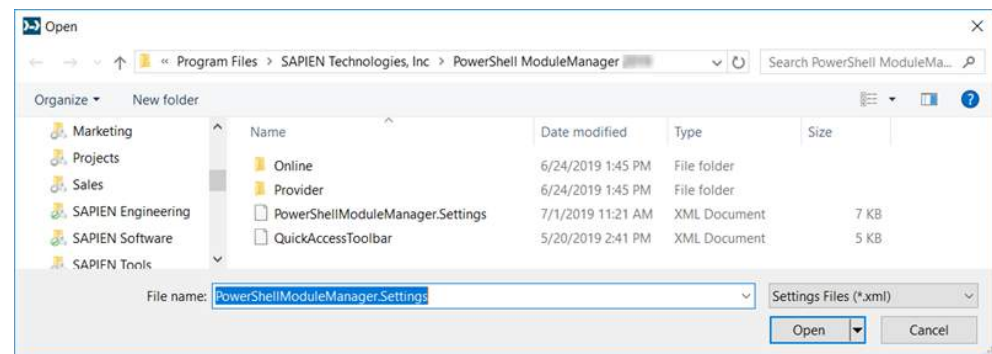 Open
« Program Files > SAPIEN Technologies, Inc > PowerShell ModuleManager
Search PowerShell ModuleMa...
Organize
New folder
Marketing
Projects
Sales
SAPIEN Engineering
SAPIEN Software
SAPIEN Tools
Name Date modified Type Size
Online 6/24/2019 1:45 PM File folder
Provider 6/24/2019 1:45 PM File folder
PowerShellModuleManager.Settings 7/1/2019 11:21 AM XML Document 7 KB
QuickAccessToolbar 5/20/2019 2:41 PM XML Document 5 KB
File name: PowerShellModuleManager.Settings
Settings Files (*.xml)
Open
Cancel